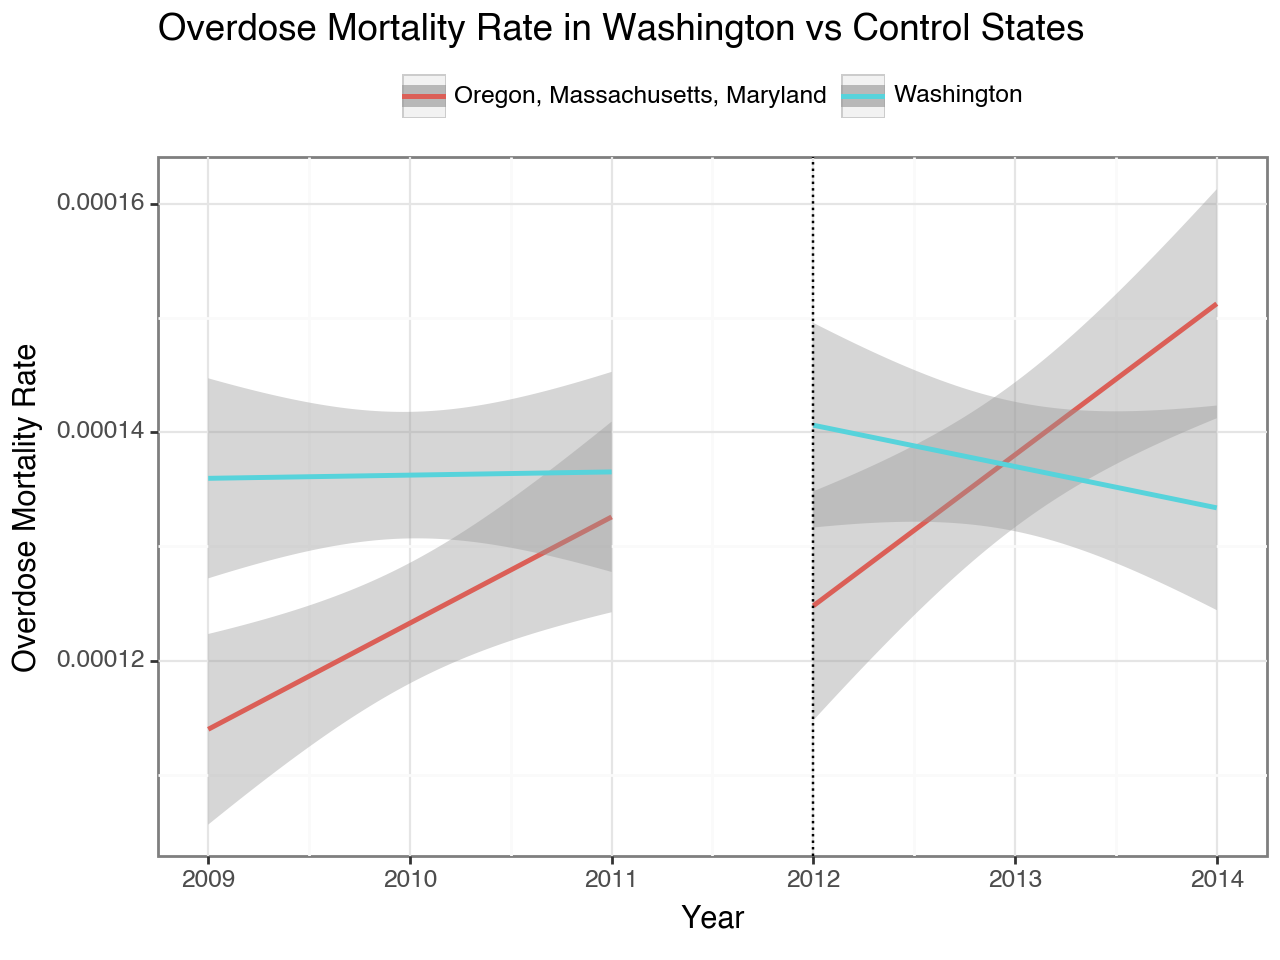 Overdose Mortality Rate in Washington vs Control States
Oregon, Massachusetts, Maryland
Washington
Overdose Mortality Rate
0.00016
0.00014
0.00012
2009
2010
2011
2012
2013
2014
Year